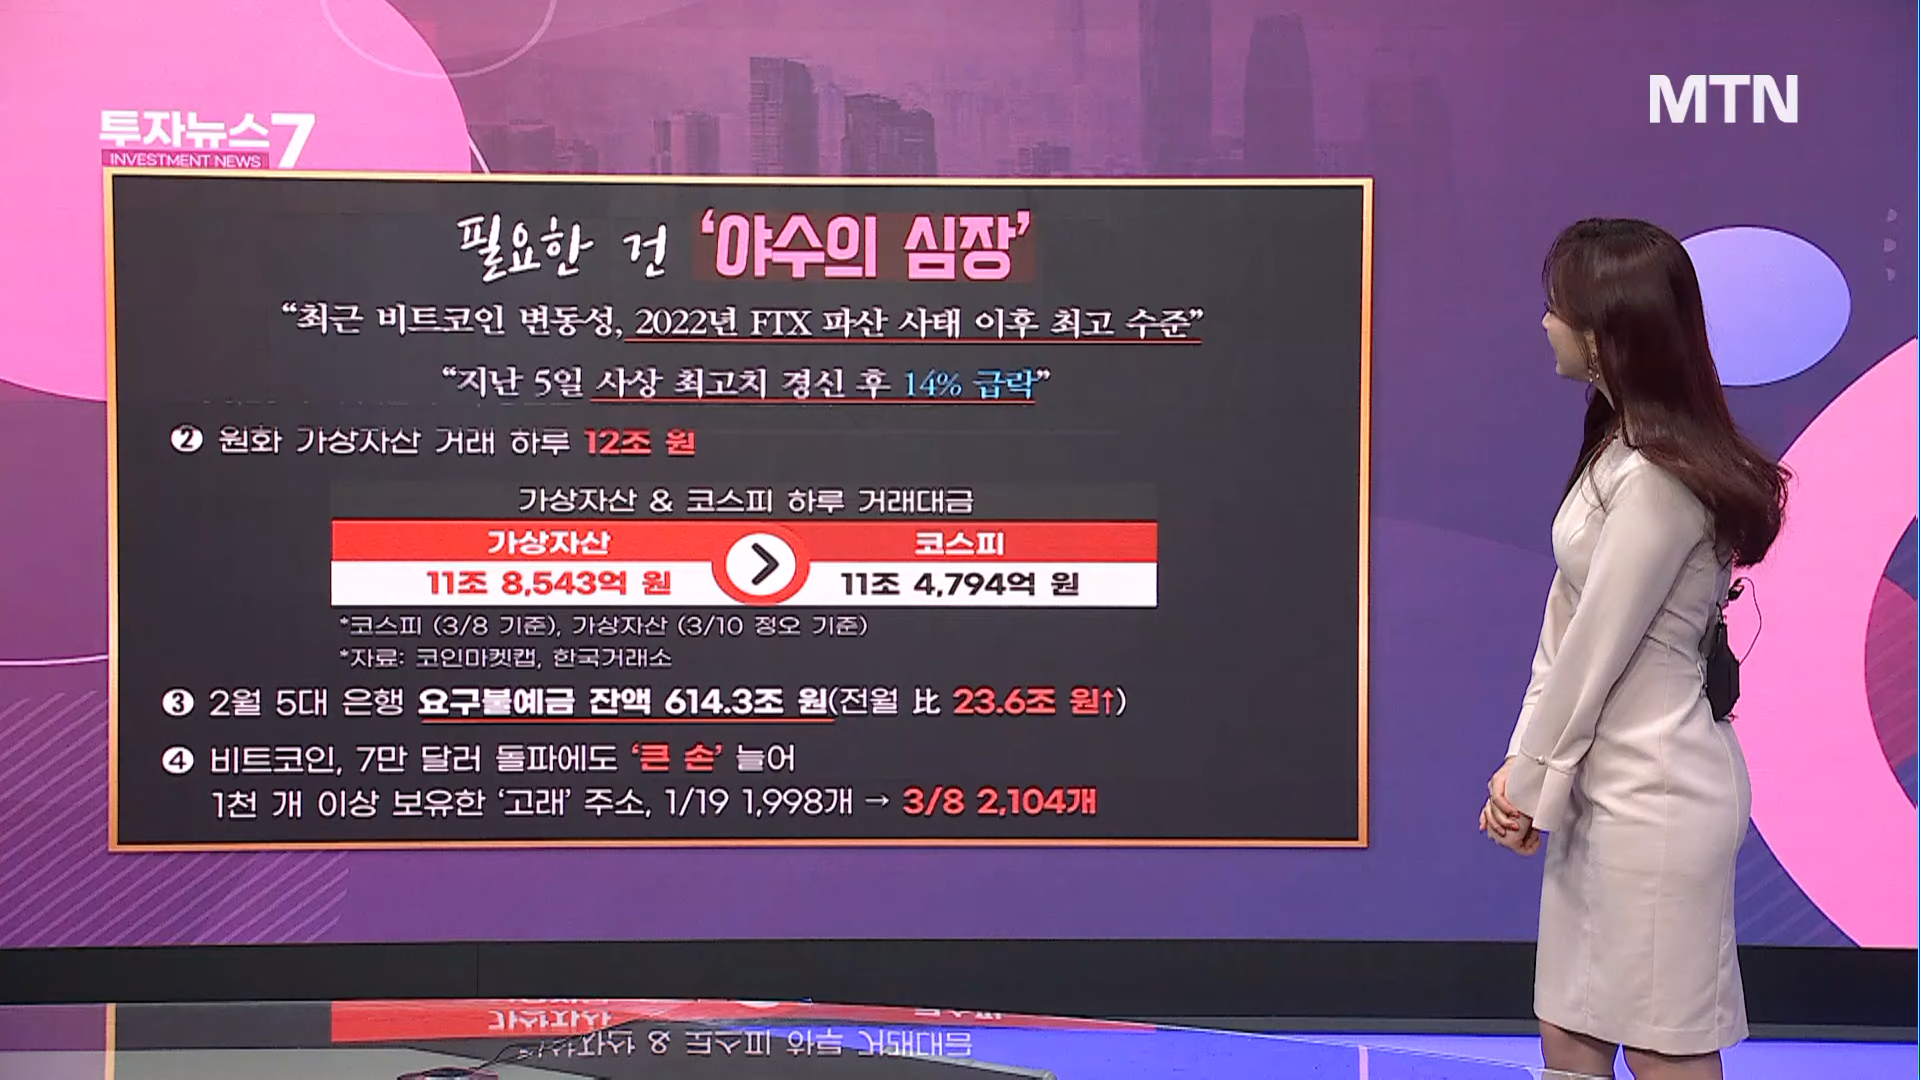 MTN
투자뉴스7
INVESTMENT NEWS
필요한 건 ‘야수의 심장’
“최근 비트코인 변동성, 2022년 FTX 파산 사태 이후 최고 수준”
“지난 5일 사상 최고치 경신 후 14% 급락”
❷ 원화 가상자산 거래 하루 12조 원
가상자산 & 코스피 하루 거래대금
가상자산 > 코스피
11조 8,543억 원 11조 4,794억 원
*코스피 (3/8 기준), 가상자산 (3/10 정오 기준)
*자료: 코인마켓캡, 한국거래소
❸ 2월 5대 은행 요구불예금 잔액 614.3조 원(전월 比 23.6조 원↑)
❹ 비트코인, 7만 달러 돌파에도 ‘큰 손’ 늘어
1천 개 이상 보유한 ‘고래’ 주소, 1/19 1,998개 → 3/8 2,104개